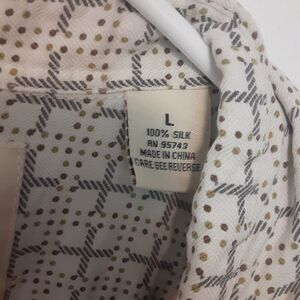 L
100% SILK
RN 95743
MADE IN CHINA
CARE SEE REVERSE